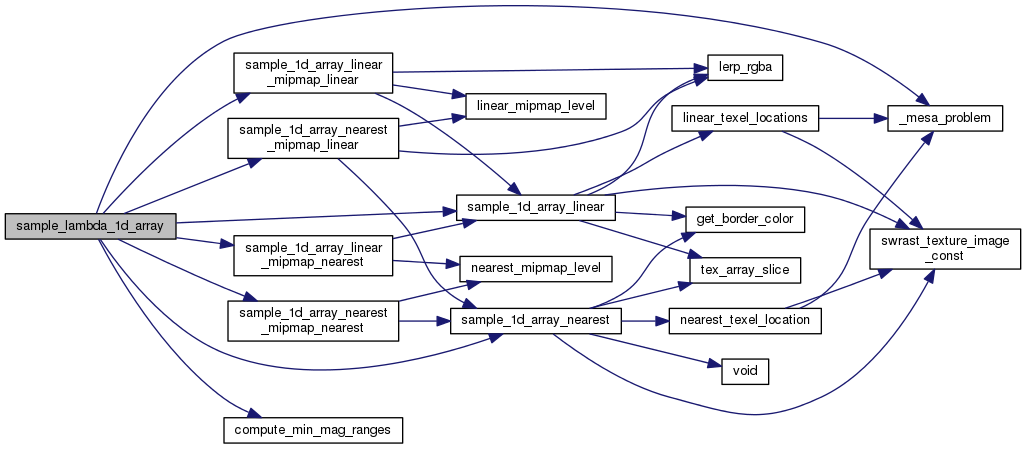 sample_lambda_1d_array
sample_1d_array_linear
_mipmap_linear
sample_1d_array_nearest
_mipmap_linear
sample_1d_array_linear
_mipmap_nearest
sample_1d_array_nearest
_mipmap_nearest
compute_min_mag_ranges
linear_mipmap_level
sample_1d_array_linear
nearest_mipmap_level
sample_1d_array_nearest
lerp_rgba
linear_texel_locations
get_border_color
tex_array_slice
nearest_texel_location
void
_mesa_problem
swrast_texture_image
_const